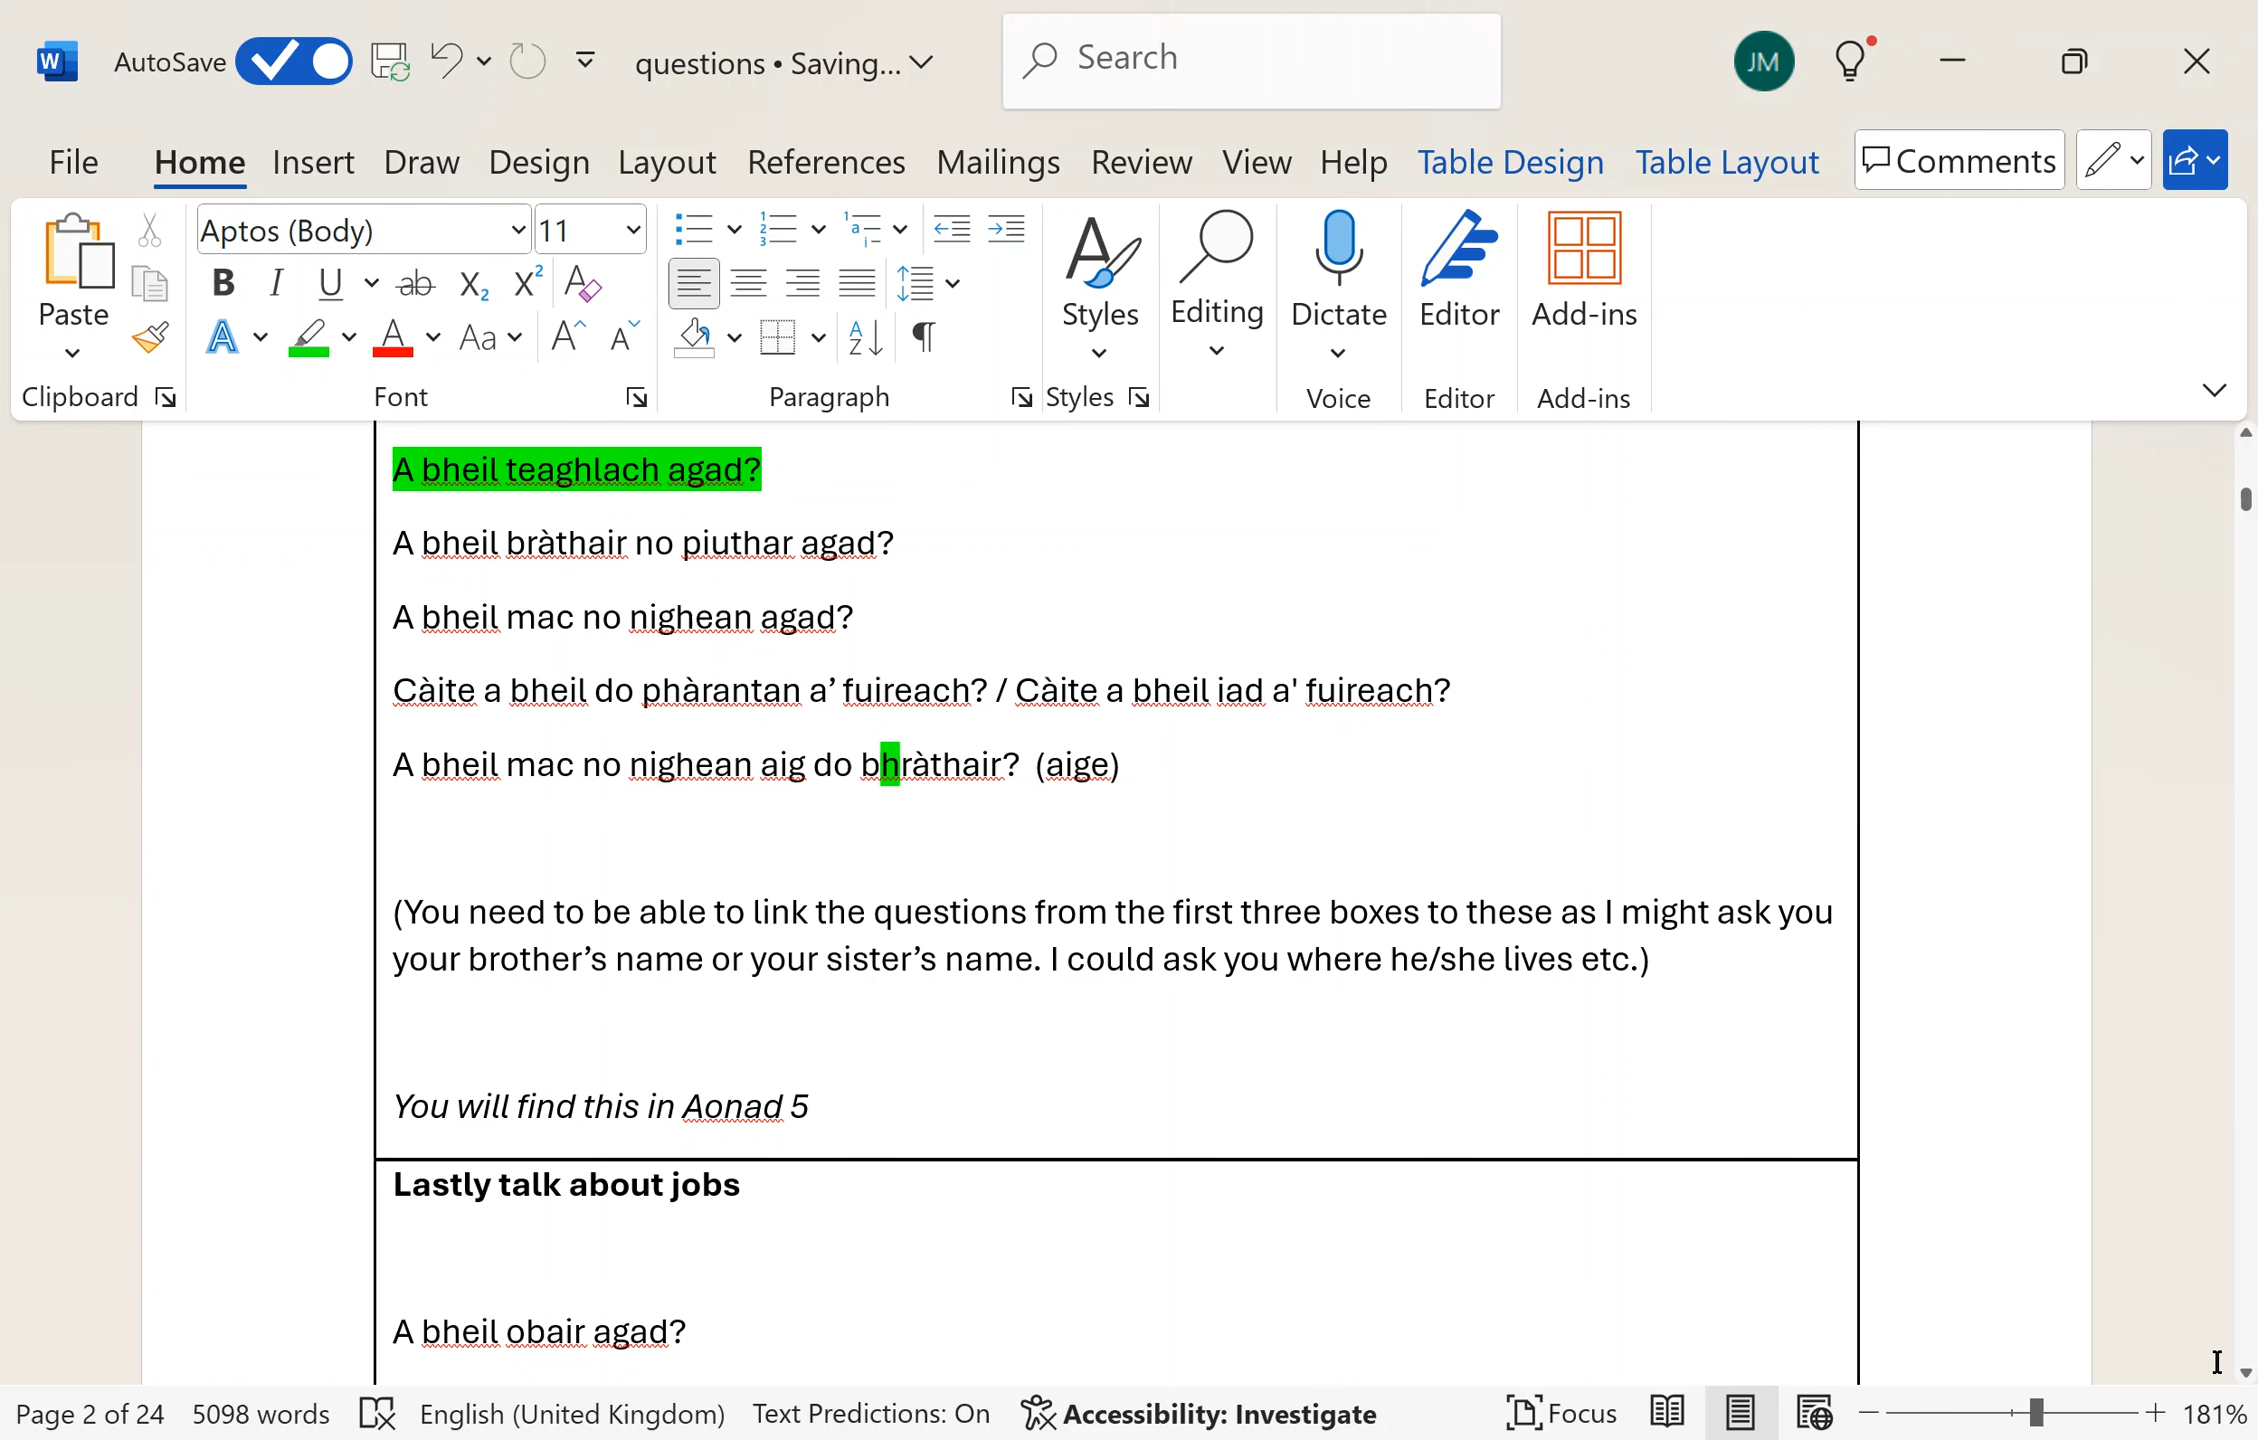 AutoSave questions • Saving... Search JM
File Home Insert Draw Design Layout References Mailings Review View Help Table Design Table Layout Comments
Paste Aptos (Body) 11 Styles Editing Dictate Editor Add-ins
Clipboard Font Paragraph Styles Voice Editor Add-ins
A bheil teaghlach agad?
A bheil bràthair no piuthar agad?
A bheil mac no nighean agad?
Càite a bheil do phàrantan a’ fuireach? / Càite a bheil iad a' fuireach?
A bheil mac no nighean aig do bhràthair? (aige)
(You need to be able to link the questions from the first three boxes to these as I might ask you
your brother’s name or your sister’s name. I could ask you where he/she lives etc.)
You will find this in Aonad 5
Lastly talk about jobs
A bheil obair agad?
Page 2 of 24 5098 words English (United Kingdom) Text Predictions: On Accessibility: Investigate Focus 181%